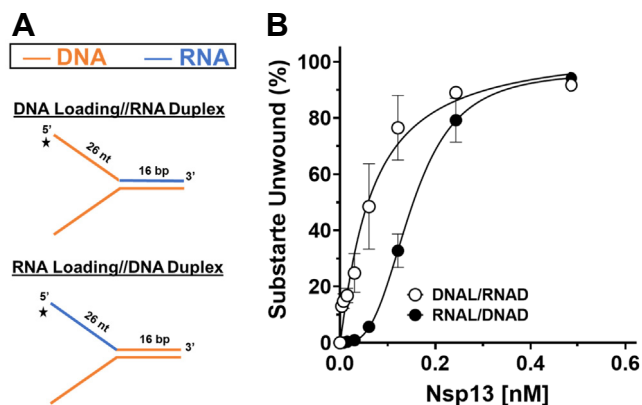 A
DNA RNA
DNA Loading//RNA Duplex
5’
★
26 nt
16 bp
3’
RNA Loading//DNA Duplex
5’
★
26 nt
16 bp
3’
B
Substarte Unwound (%)
100
80
60
40
20
0
DNAL/RNAD
RNAL/DNAD
0.0 0.2 0.4 0.6
Nsp13 [nM]